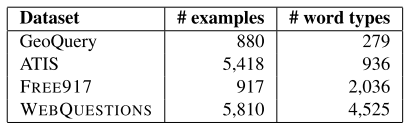 Dataset # examples # word types
GeoQuery 880 279
ATIS 5,418 936
FREE917 917 2,036
WEBQUESTIONS 5,810 4,525